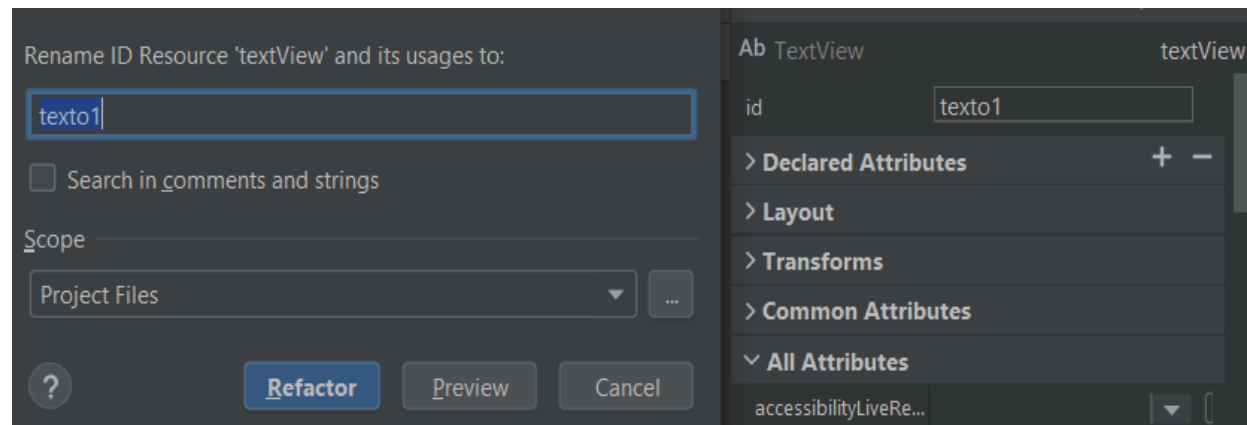 Rename ID Resource 'textView' and its usages to:
texto1
Search in comments and strings
Scope
Project Files
...
?
Refactor
Preview
Cancel
Ab TextView
textView
id
texto1
Declared Attributes
+ −
Layout
Transforms
Common Attributes
All Attributes
accessibilityLiveRe...